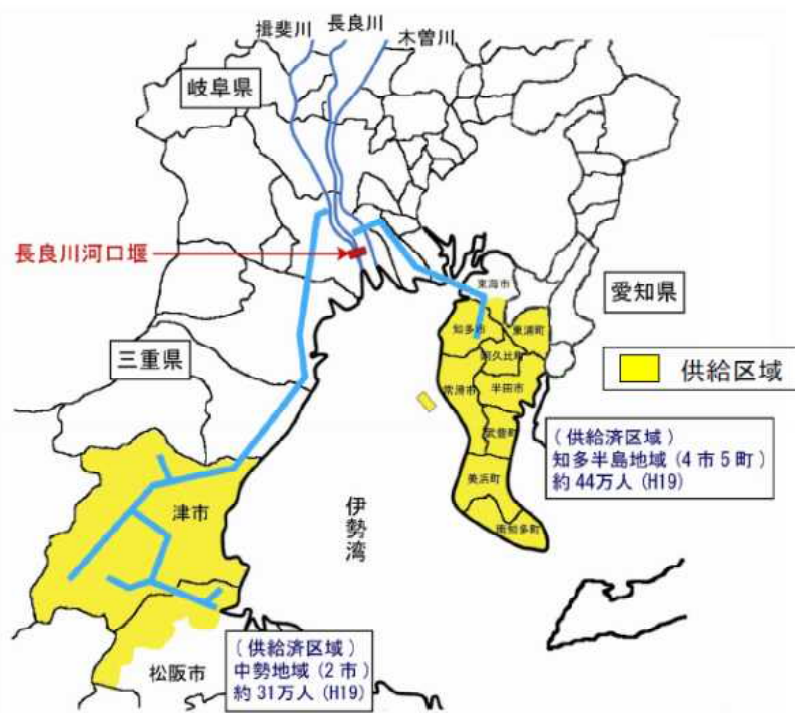 揖斐川
長良川
木曽川
岐阜県
長良川河口堰
愛知県
三重県
東海市
知多市
東浦町
阿久比町
常滑市
半田市
武豊町
美浜町
南知多町
供給区域
(供給済区域)
知多半島地域(4市5町)
約44万人(H19)
伊勢湾
津市
松阪市
(供給済区域)
中勢地域(2市)
約31万人(H19)